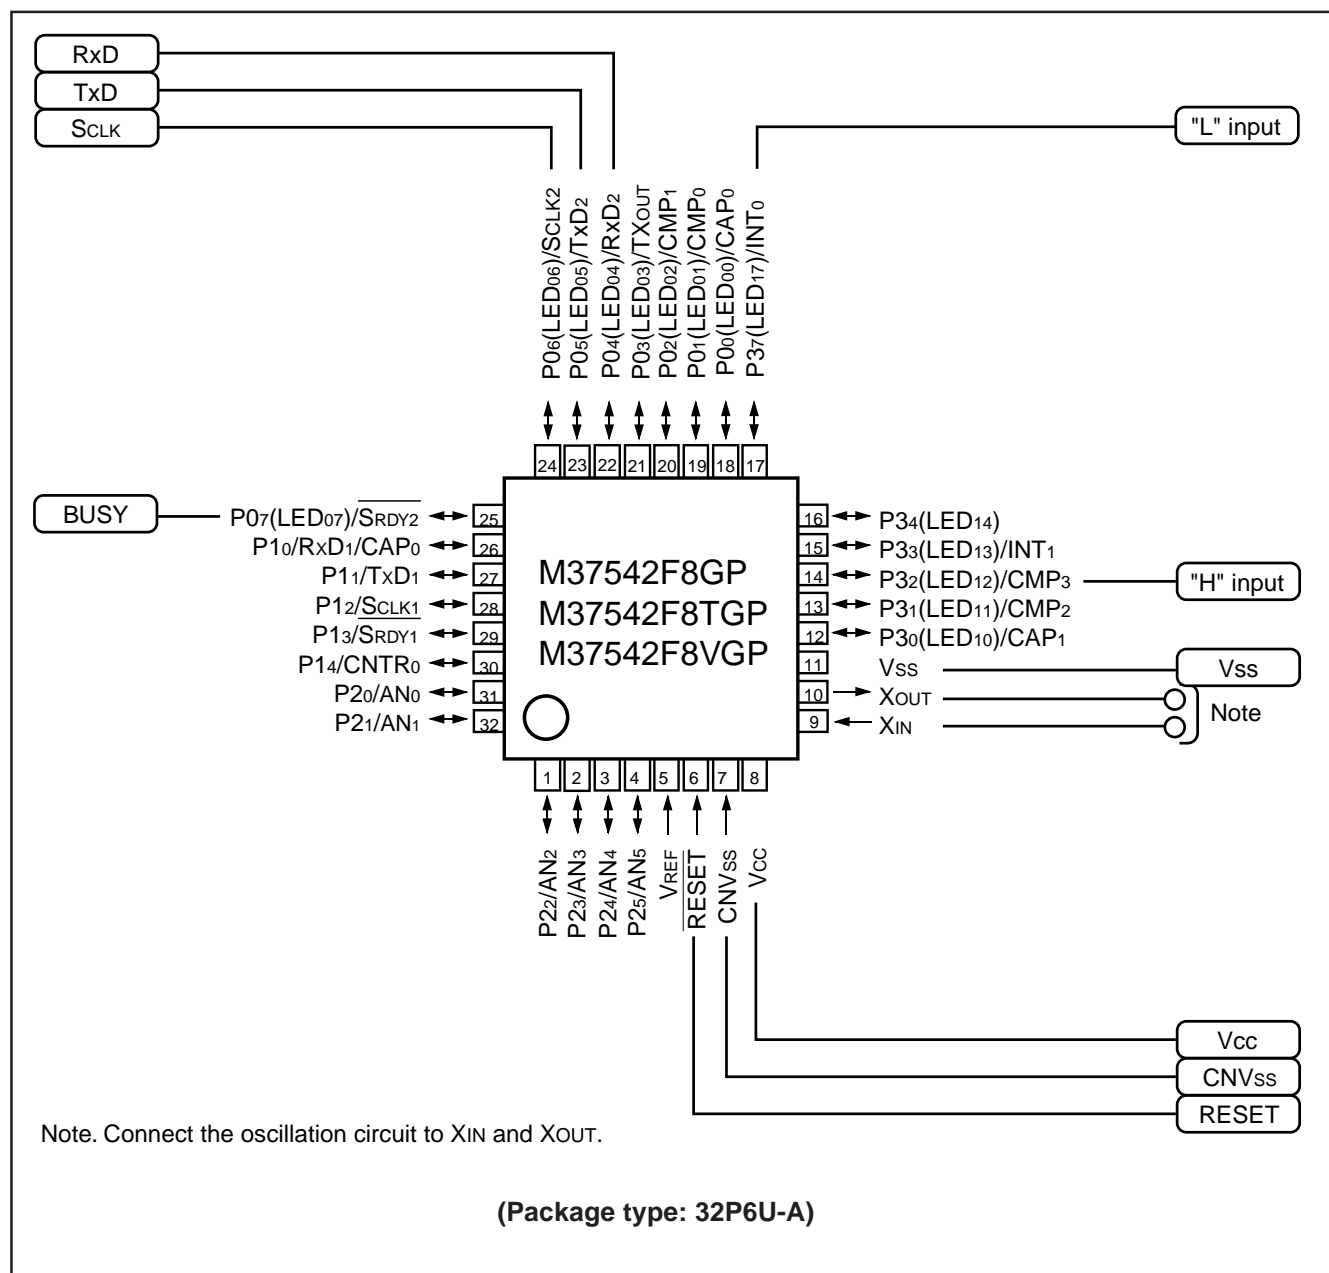 RxD
TxD
SCLK
"L" input
P06(LED06)/SCLK2
P05(LED05)/TxD2
P04(LED04)/RxD2
P03(LED03)/TXOUT
P02(LED02)/CMP1
P01(LED01)/CMP0
P00(LED00)/CAP0
P37(LED17)/INT0
24 23 22 21 20 19 18 17
BUSY
P07(LED07)/SRDY2 25
P10/RXD1/CAP0 26
P11/TXD1 27
P12/SCLK1 28
P13/SRDY1 29
P14/CNTR0 30
P20/AN0 31
P21/AN1 32
M37542F8GP
M37542F8TGP
M37542F8VGP
16 P34(LED14)
15 P33(LED13)/INT1
14 P32(LED12)/CMP3
"H" input
13 P31(LED11)/CMP2
12 P30(LED10)/CAP1
11 VSS
Vss
10 XOUT
9 XIN
Note
1 2 3 4 5 6 7 8
P22/AN2
P23/AN3
P24/AN4
P25/AN5
VREF
RESET
CNVSS
VCC
Vcc
CNVSS
RESET
Note. Connect the oscillation circuit to XIN and XOUT.
(Package type: 32P6U-A)